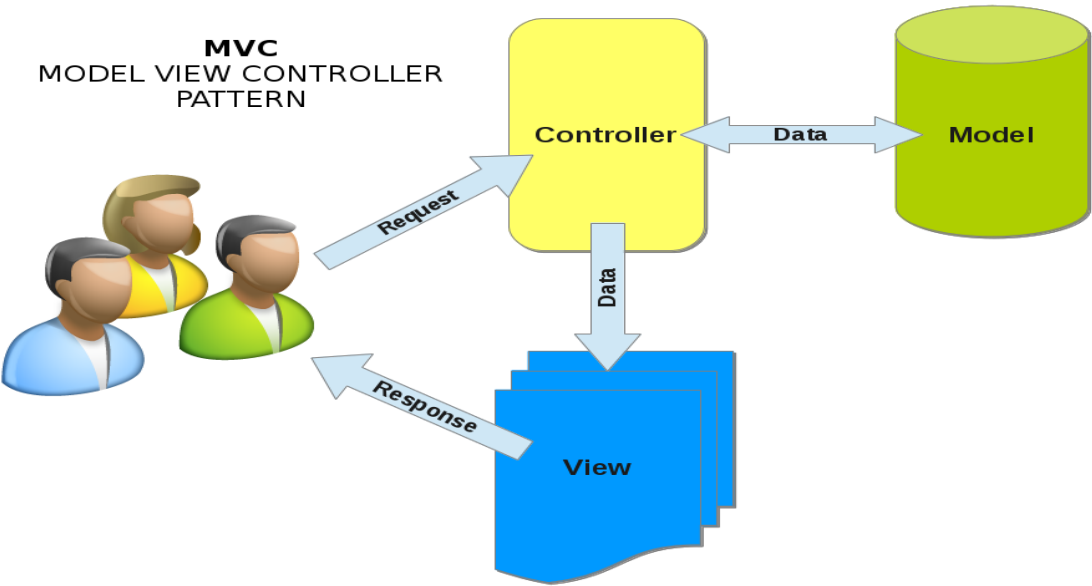 MVC
MODEL VIEW CONTROLLER
PATTERN
Controller
Data
Model
Request
Data
Response
View